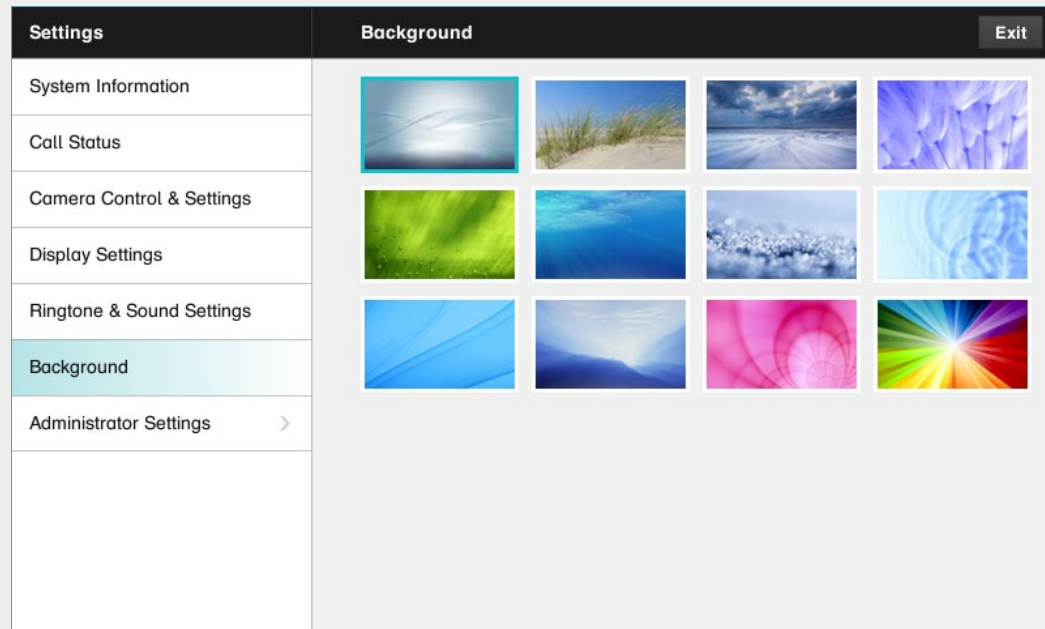 Settings
Background
Exit
System Information
Call Status
Camera Control & Settings
Display Settings
Ringtone & Sound Settings
Background
Administrator Settings